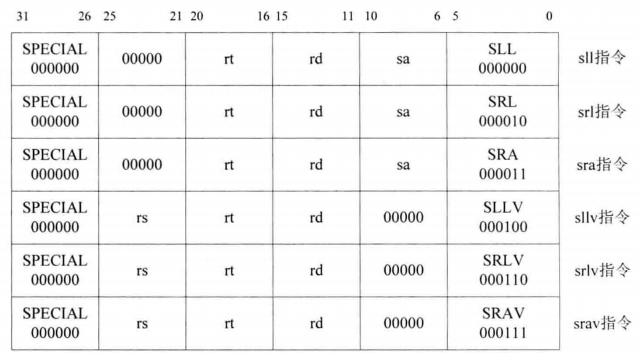 31 26 25 21 20 16 15 11 10 6 5 0
SPECIAL 000000 00000 rt rd sa SLL 000000 sll指令
SPECIAL 000000 00000 rt rd sa SRL 000010 srl指令
SPECIAL 000000 00000 rt rd sa SRA 000011 sra指令
SPECIAL 000000 rs rt rd 00000 SLLV 000100 sllv指令
SPECIAL 000000 rs rt rd 00000 SRLV 000110 srlv指令
SPECIAL 000000 rs rt rd 00000 SRAV 000111 srav指令